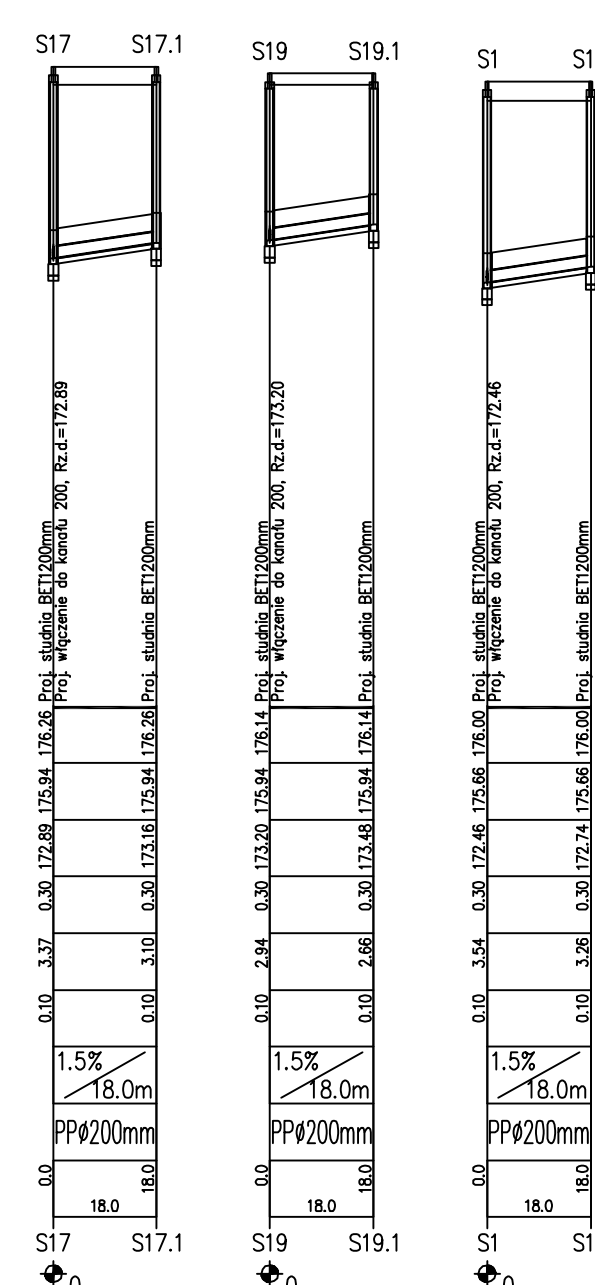 S17 S17.1 S19 S19.1 S1 S1
Proj. studnia BET1200mm
Proj. włączenie do kanału 200, Rz.d.=172.89
Proj. studnia BET1200mm
Proj. studnia BET1200mm
Proj. włączenie do kanału 200, Rz.d.=173.20
Proj. studnia BET1200mm
Proj. studnia BET1200mm
Proj. włączenie do kanału 200, Rz.d.=172.46
Proj. studnia BET1200mm
176.26 176.26 176.14 176.14 176.00 176.00
175.94 175.94 175.94 175.94 175.66 175.66
172.89 173.16 173.20 173.48 172.46 172.74
0.30 0.30 0.30 0.30 0.30 0.30
3.37 3.10 2.94 2.66 3.54 3.26
0.10 0.10 0.10 0.10 0.10 0.10
1.5% 1.5% 1.5%
18.0m 18.0m 18.0m
PPø200mm PPø200mm PPø200mm
0.0 18.0 0.0 18.0 0.0 18.0
18.0 18.0 18.0
S17 S17.1 S19 S19.1 S1 S1
0 0 0